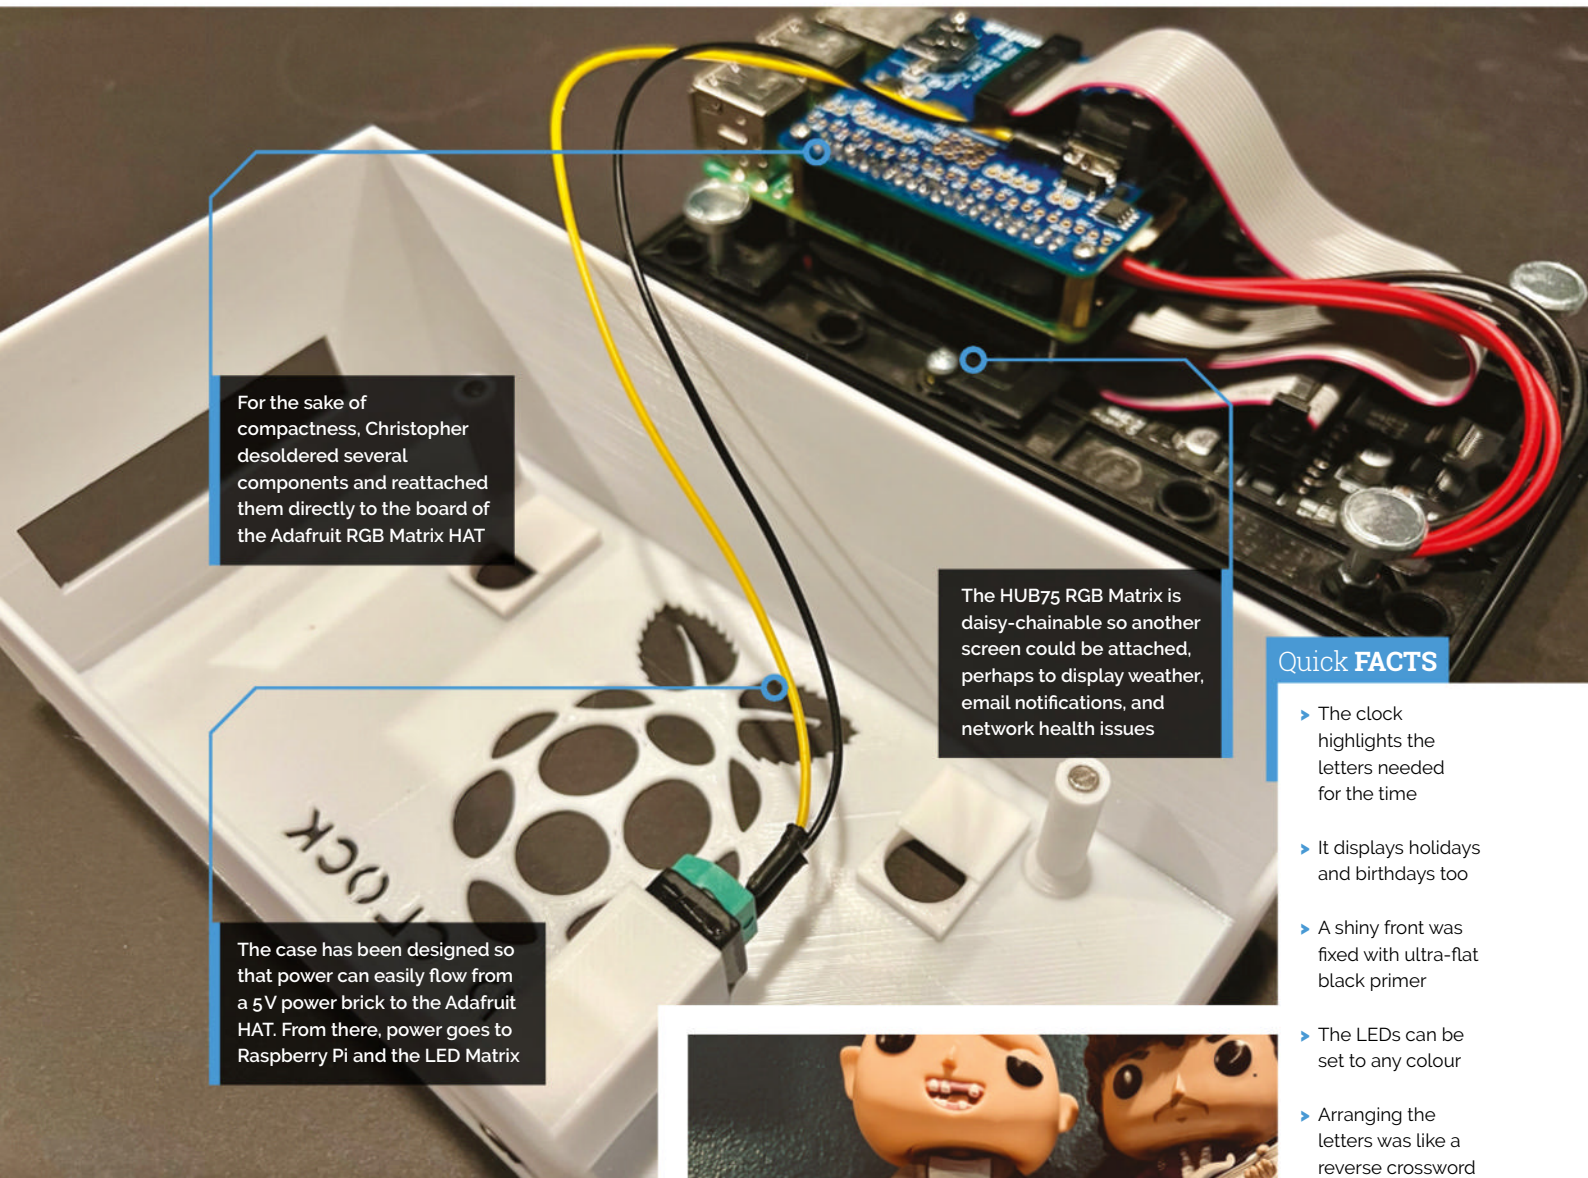 For the sake of
compactness, Christopher
desoldered several
components and reattached
them directly to the board of
the Adafruit RGB Matrix HAT
The HUB75 RGB Matrix is
daisy-chainable so another
screen could be attached,
perhaps to display weather,
email notifications, and
network health issues
The case has been designed so
that power can easily flow from
a 5 V power brick to the Adafruit
HAT. From there, power goes to
Raspberry Pi and the LED Matrix
Quick FACTS
> The clock
highlights the
letters needed
for the time
> It displays holidays
and birthdays too
> A shiny front was
fixed with ultra-flat
black primer
> The LEDs can be
set to any colour
> Arranging the
letters was like a
reverse crossword